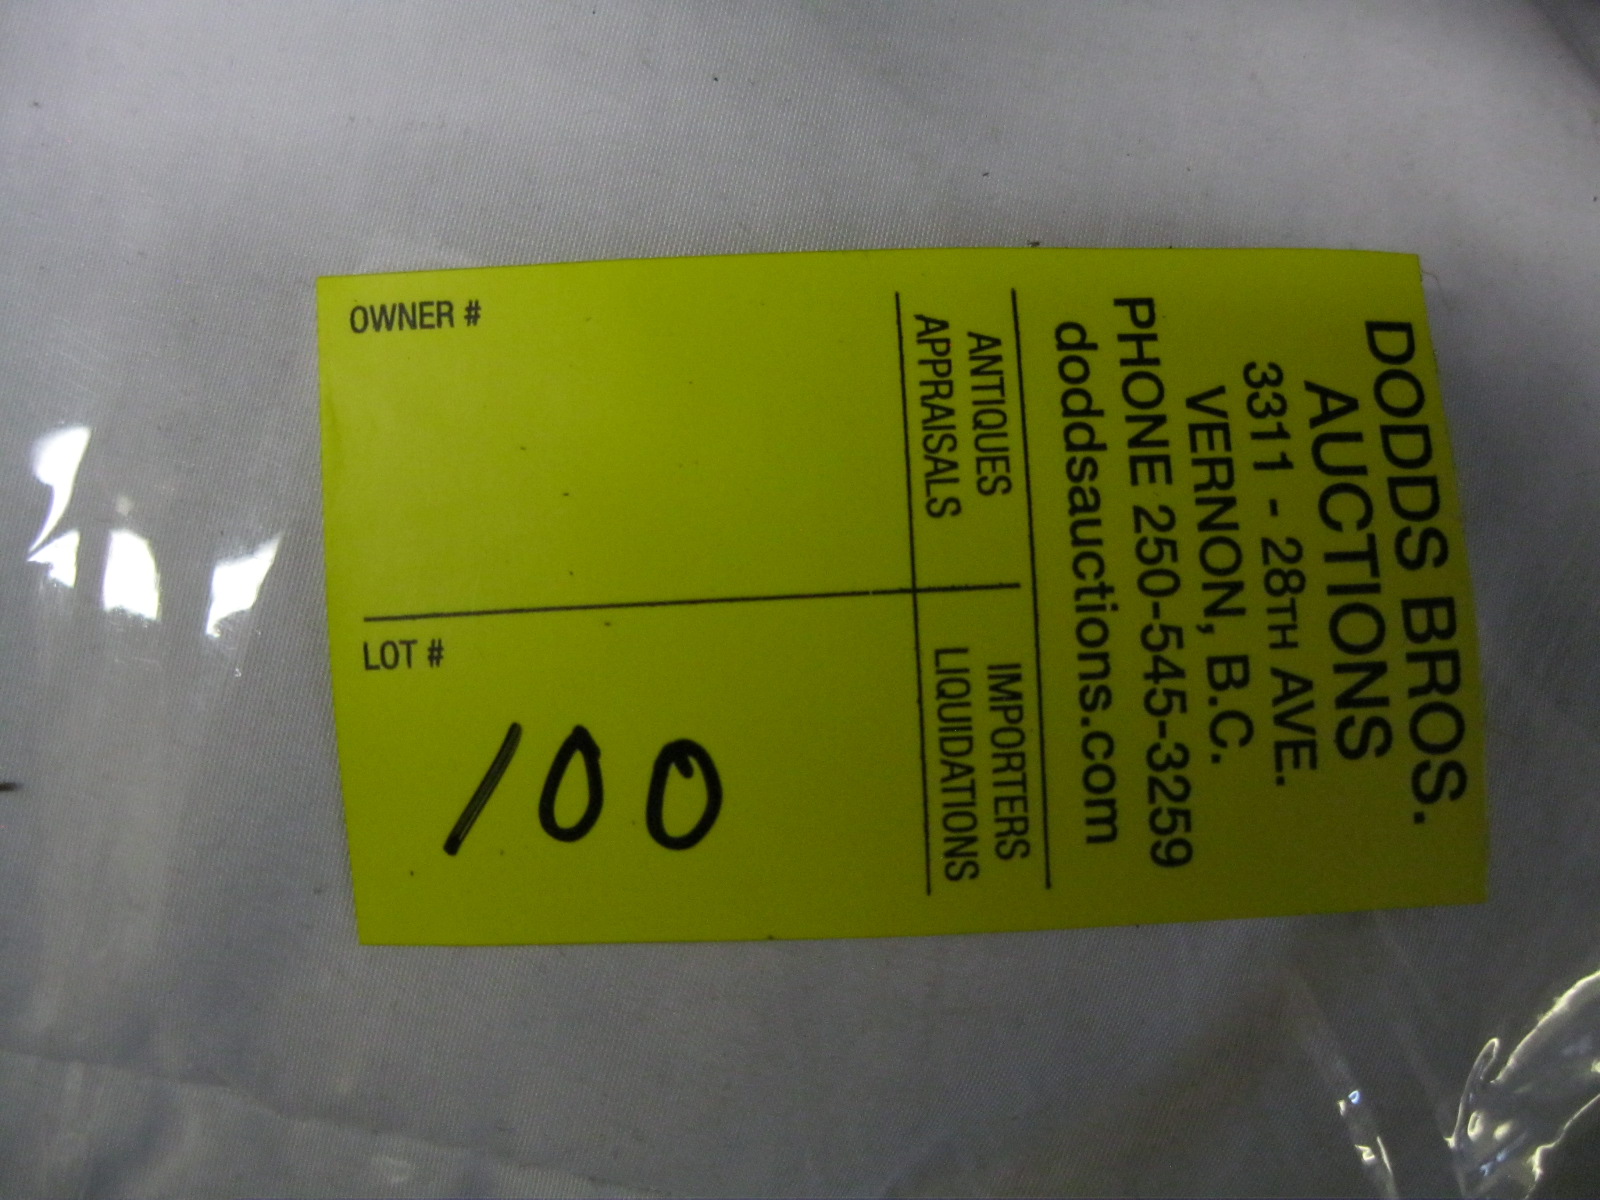 DODDS BROS.
AUCTIONS
3311 - 28TH AVE.
VERNON, B.C.
PHONE 250-545-3259
doddsauctions.com
ANTIQUES
APPRAISALS
IMPORTERS
LIQUIDATIONS
OWNER #
LOT #
100